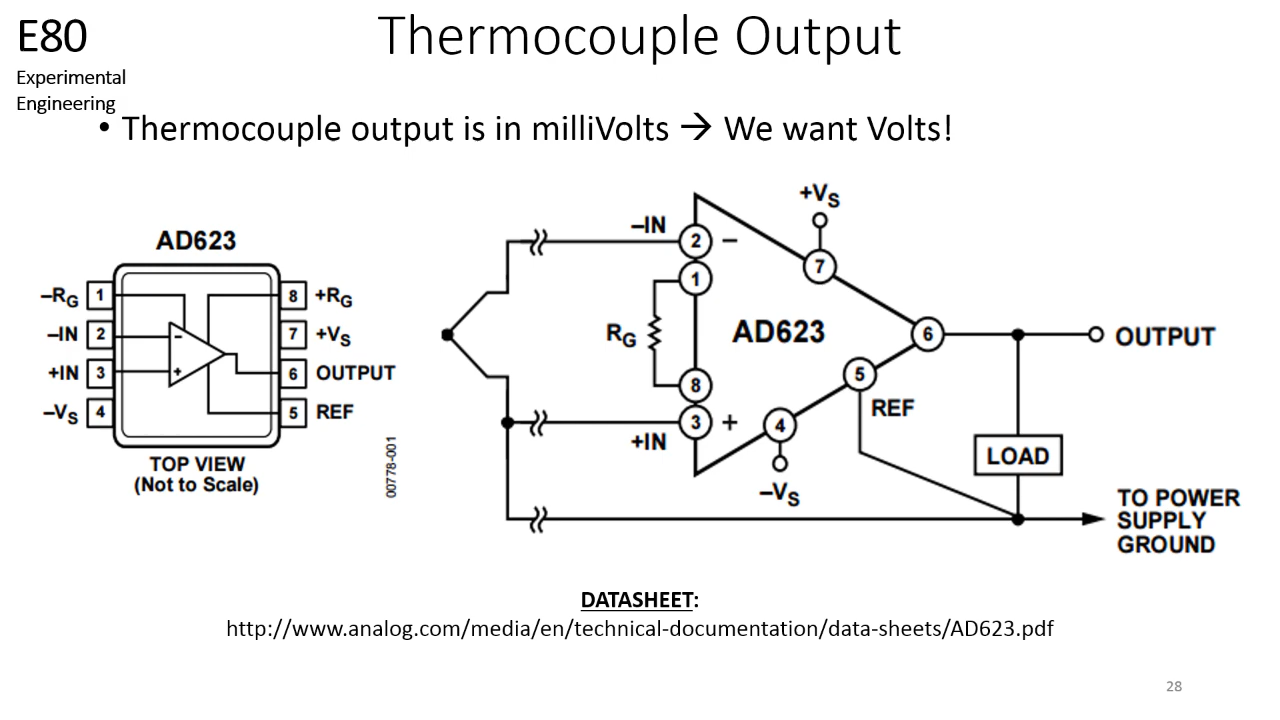 E80
Experimental
Engineering
Thermocouple Output
• Thermocouple output is in milliVolts → We want Volts!
AD623
–RG 1
–IN 2
+IN 3
–VS 4
8 +RG
7 +VS
6 OUTPUT
5 REF
- 
+
TOP VIEW
(Not to Scale)
00778-001
+VS
–IN
2 –
7
1
RG
AD623
6
OUTPUT
8
5
REF
3 +
+IN
4
–VS
LOAD
TO POWER
SUPPLY
GROUND
DATASHEET:
http://www.analog.com/media/en/technical-documentation/data-sheets/AD623.pdf
28